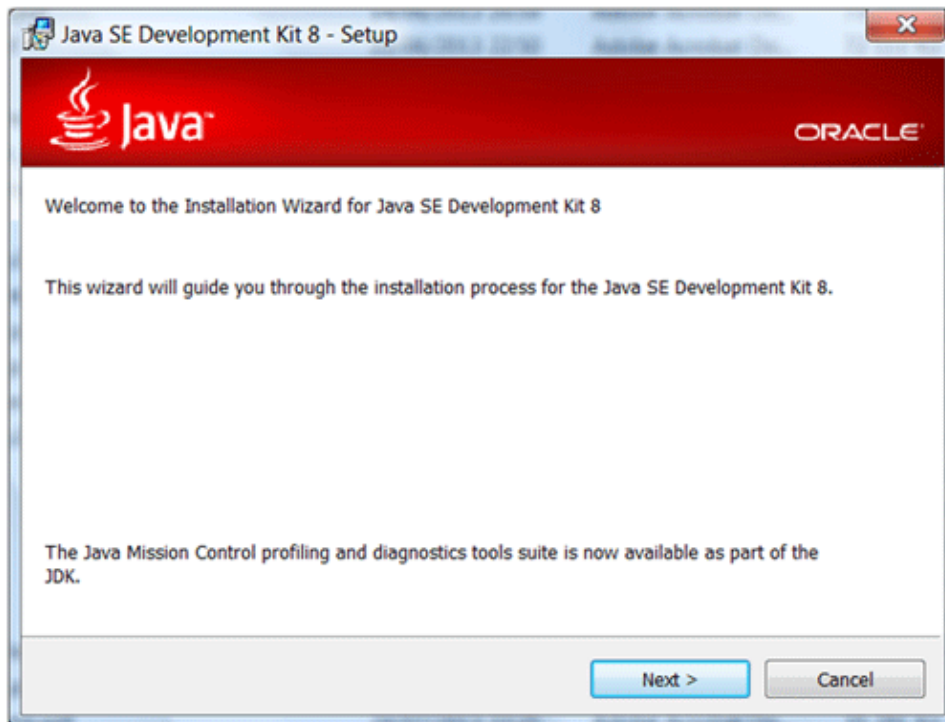 Java SE Development Kit 8 - Setup
Java™
ORACLE®
Welcome to the Installation Wizard for Java SE Development Kit 8
This wizard will guide you through the installation process for the Java SE Development Kit 8.
The Java Mission Control profiling and diagnostics tools suite is now available as part of the
JDK.
Next >
Cancel